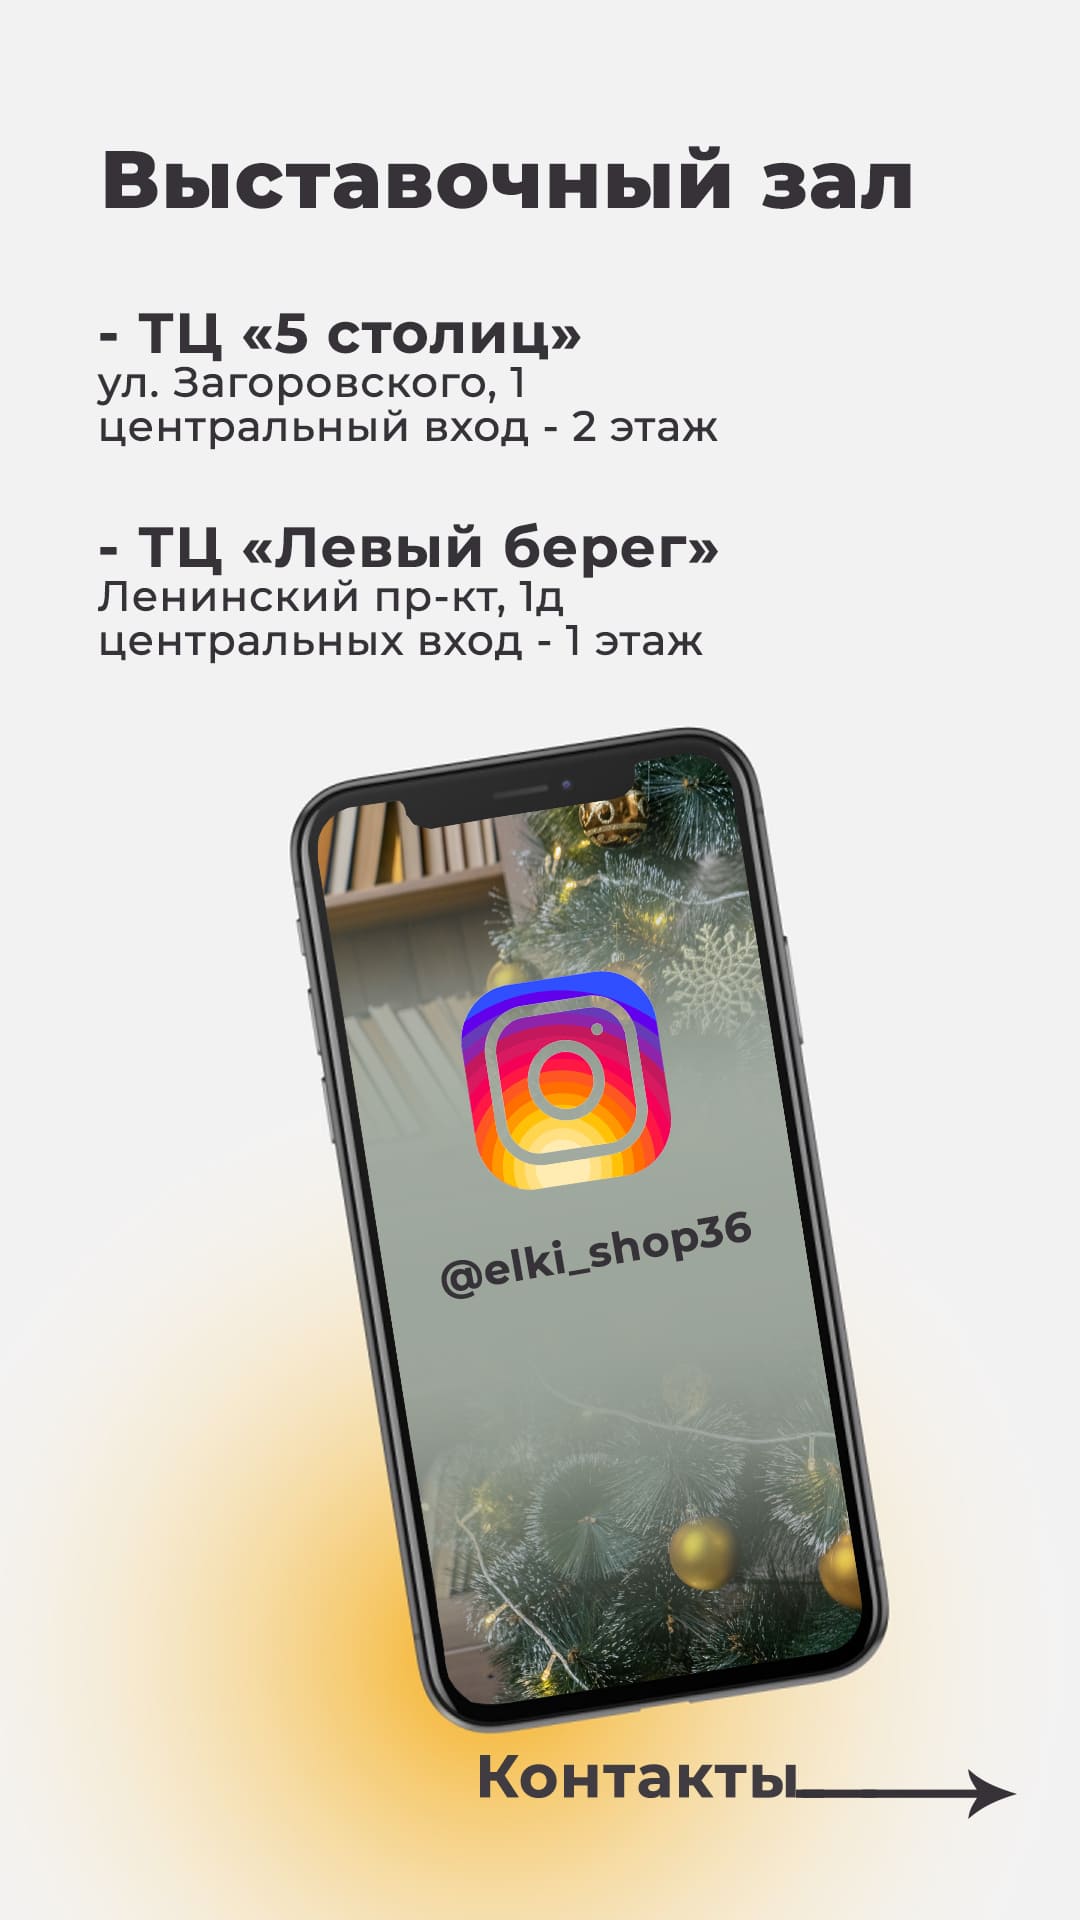 Выставочный зал
- ТЦ «5 столиц»
ул. Загоровского, 1
центральный вход - 2 этаж
- ТЦ «Левый берег»
Ленинский пр-кт, 1д
центральных вход - 1 этаж
@elki_shop36
Контакты